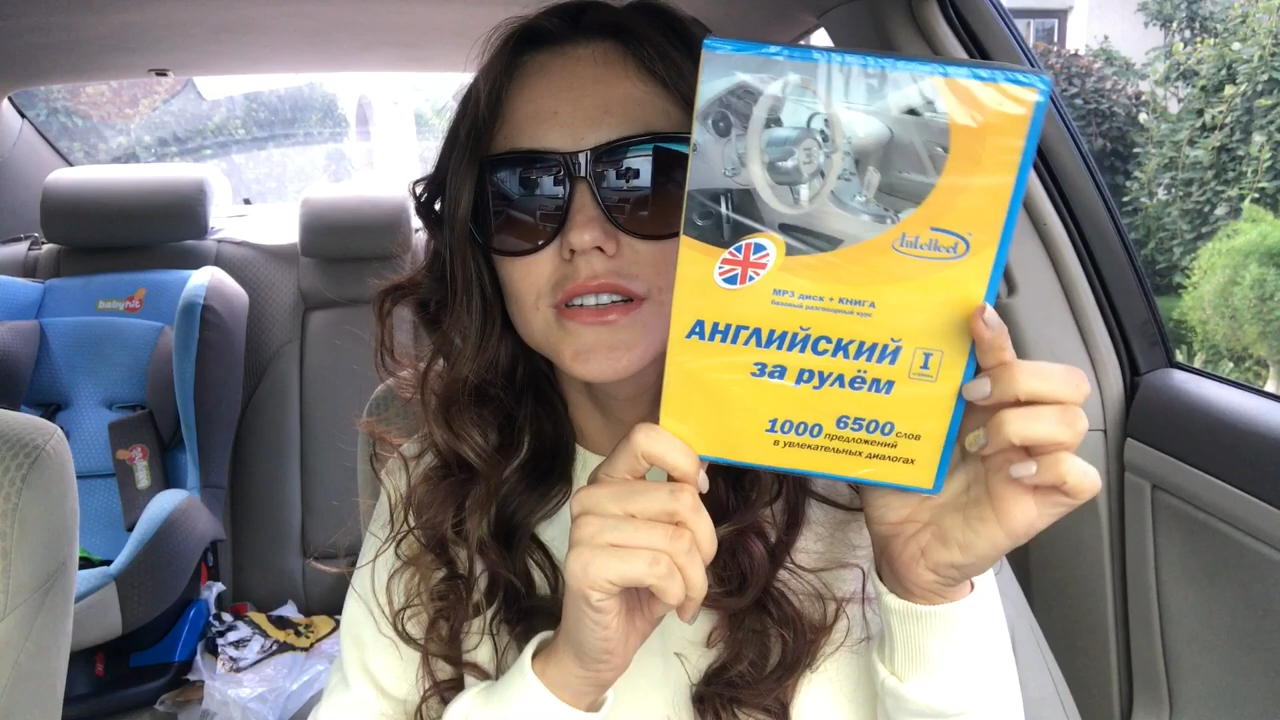 babyhit
Intellect
MP3 диск + КНИГА
базовый разговорный курс
АНГЛИЙСКИЙ
I
за рулём
1000 предложений
6500 слов
в увлекательных диалогах